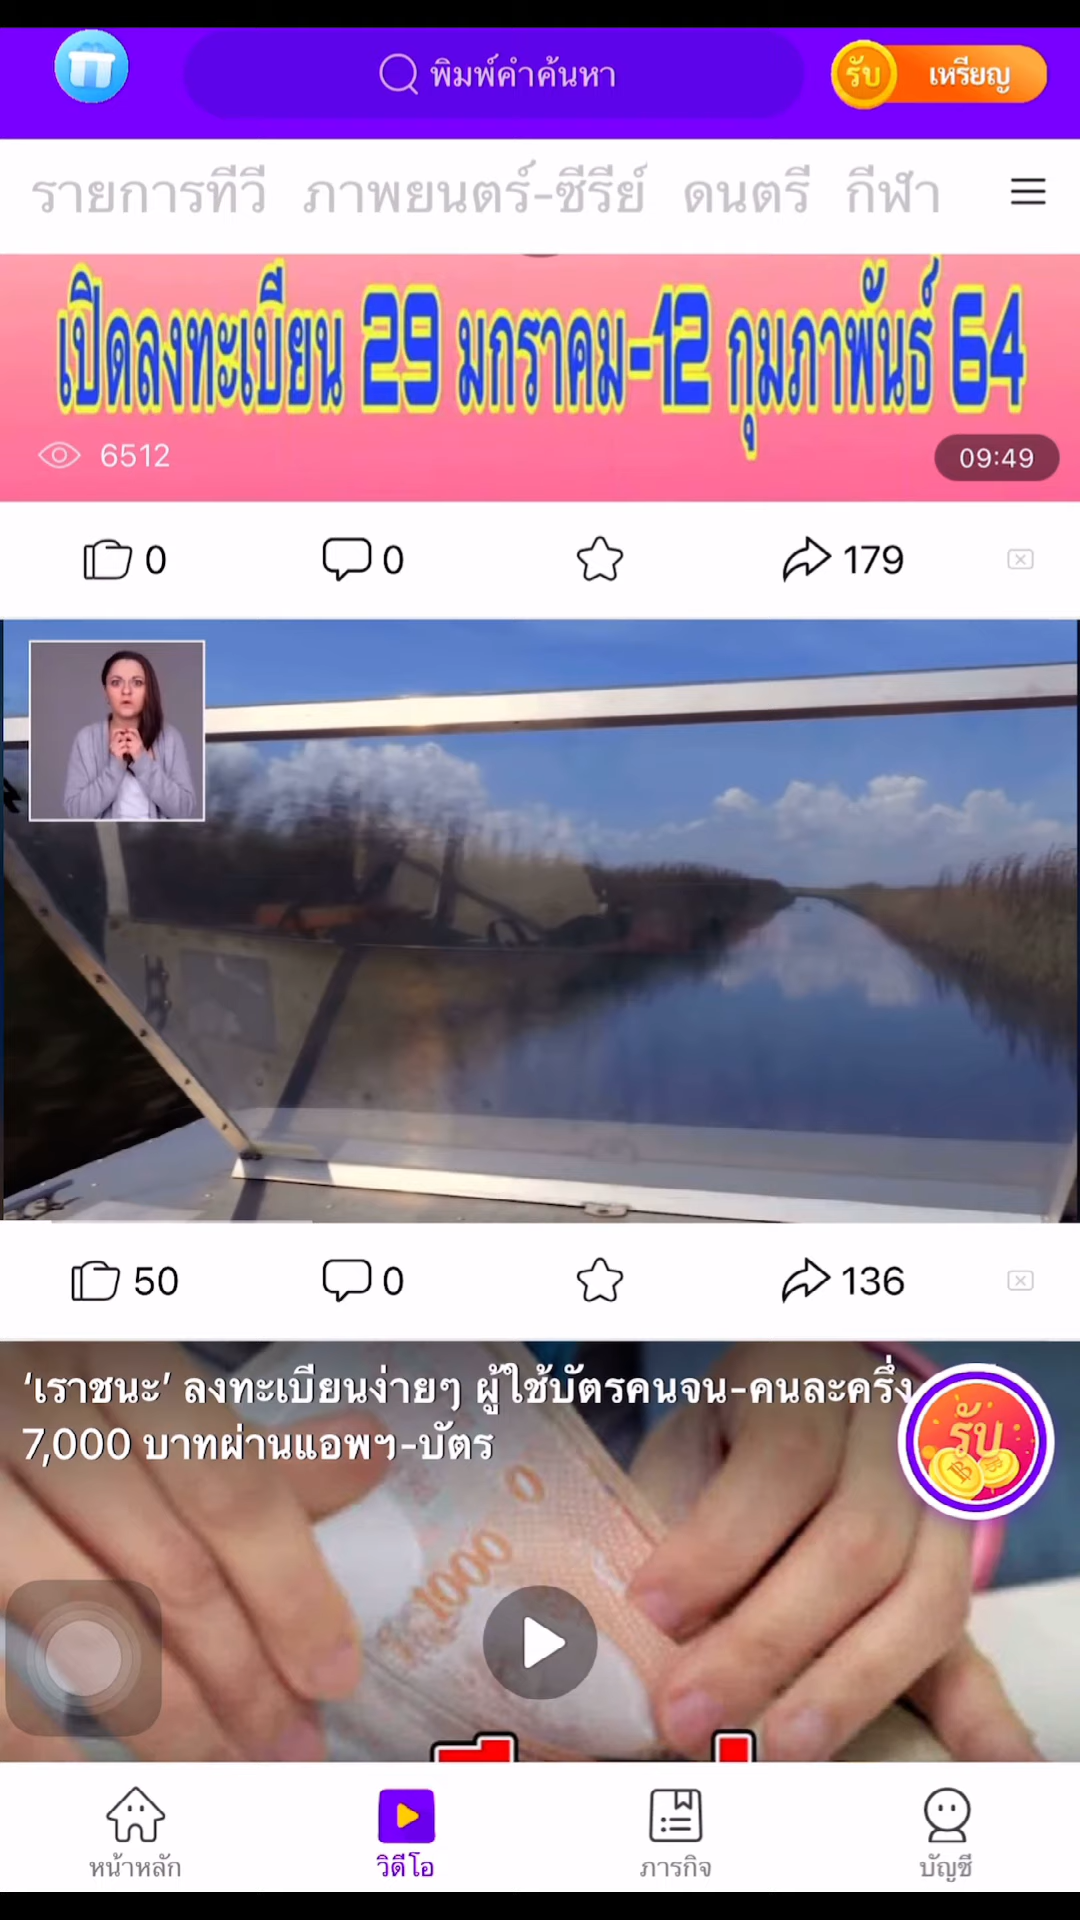 พิมพ์คำค้นหา
รับ เหรียญ
รายการทีวี ภาพยนตร์-ซีรีย์ ดนตรี กีฬา
เปิดลงทะเบียน 29 มกราคม-12 กุมภาพันธ์ 64
6512
09:49
0 0 179
50 0 136
‘เราชนะ’ ลงทะเบียนง่ายๆ ผู้ใช้บัตรคนจน-คนละครึ่ง
7,000 บาทผ่านแอพฯ-บัตร
รับ
1000
หน้าหลัก วิดีโอ ภารกิจ บัญชี